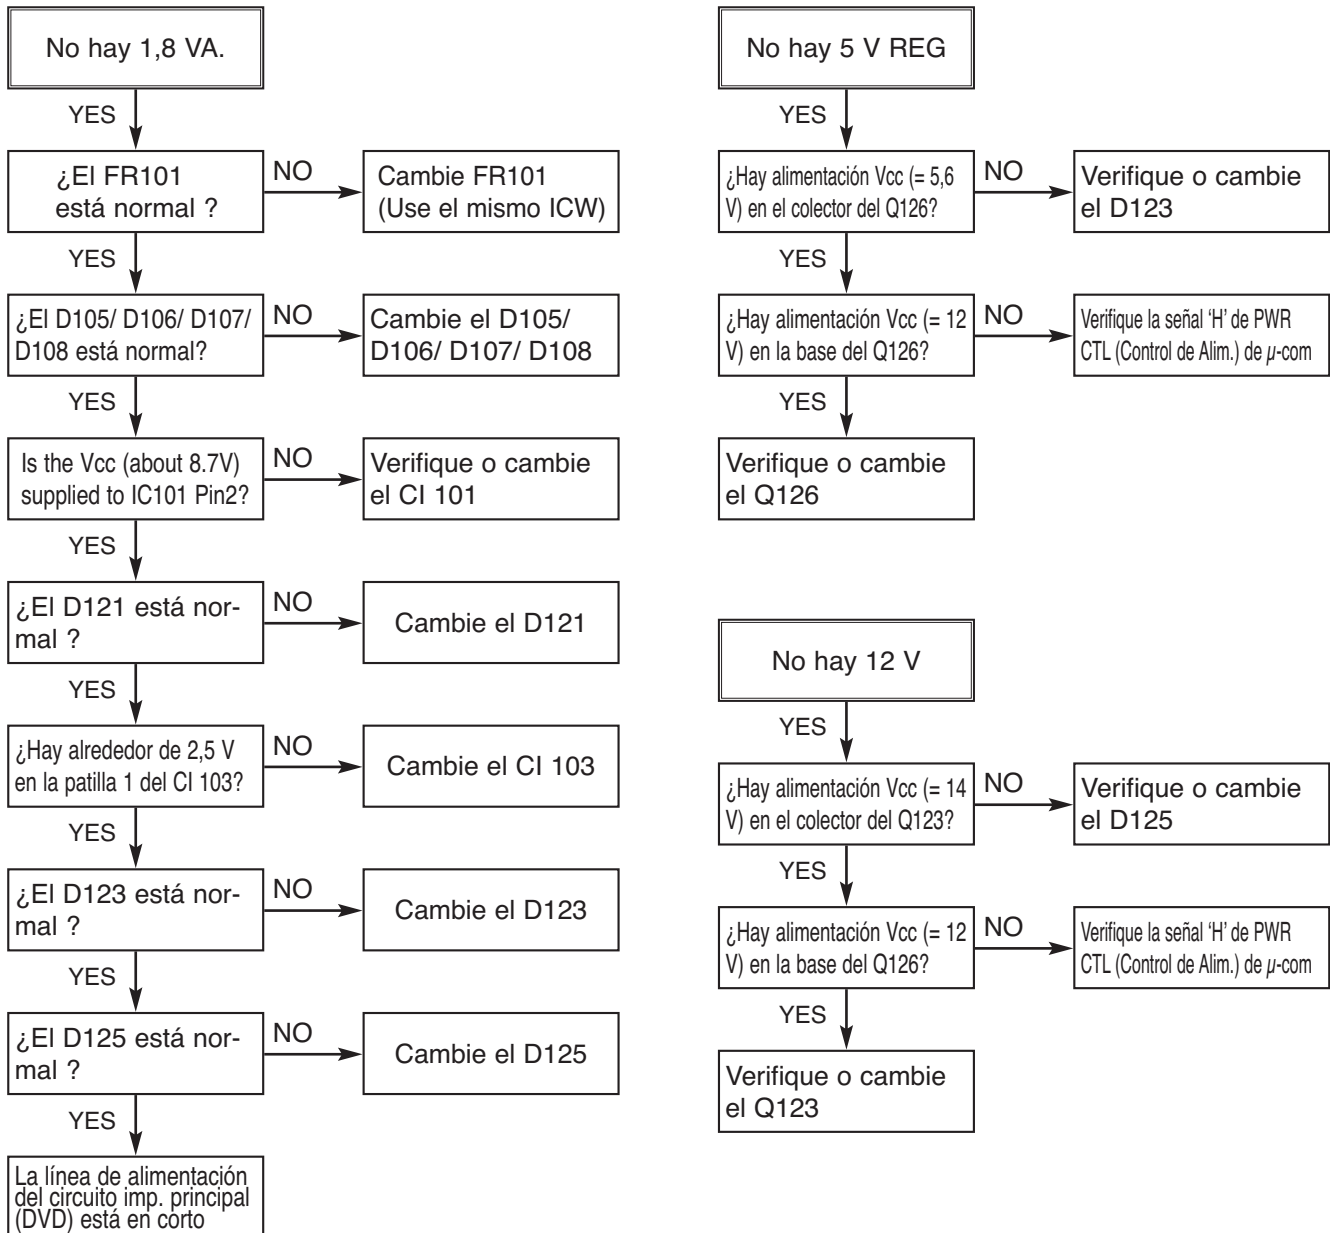 No hay 1,8 VA.
YES
¿El FR101
está normal ?
NO
Cambie FR101
(Use el mismo ICW)
YES
¿El D105/ D106/ D107/
D108 está normal?
NO
Cambie el D105/
D106/ D107/ D108
YES
Is the Vcc (about 8.7V)
supplied to IC101 Pin2?
NO
Verifique o cambie
el CI 101
YES
¿El D121 está nor-
mal ?
NO
Cambie el D121
YES
¿Hay alrededor de 2,5 V
en la patilla 1 del CI 103?
NO
Cambie el CI 103
YES
¿El D123 está nor-
mal ?
NO
Cambie el D123
YES
¿El D125 está nor-
mal ?
NO
Cambie el D125
YES
La línea de alimentación
del circuito imp. principal
(DVD) está en corto
No hay 5 V REG
YES
¿Hay alimentación Vcc (= 5,6
V) en el colector del Q126?
NO
Verifique o cambie
el D123
YES
¿Hay alimentación Vcc (= 12
V) en la base del Q126?
NO
Verifique la señal ‘H’ de PWR
CTL (Control de Alim.) de µ-com
YES
Verifique o cambie
el Q126
No hay 12 V
YES
¿Hay alimentación Vcc (= 14
V) en el colector del Q123?
NO
Verifique o cambie
el D125
YES
¿Hay alimentación Vcc (= 12
V) en la base del Q126?
NO
Verifique la señal ‘H’ de PWR
CTL (Control de Alim.) de µ-com
YES
Verifique o cambie
el Q123